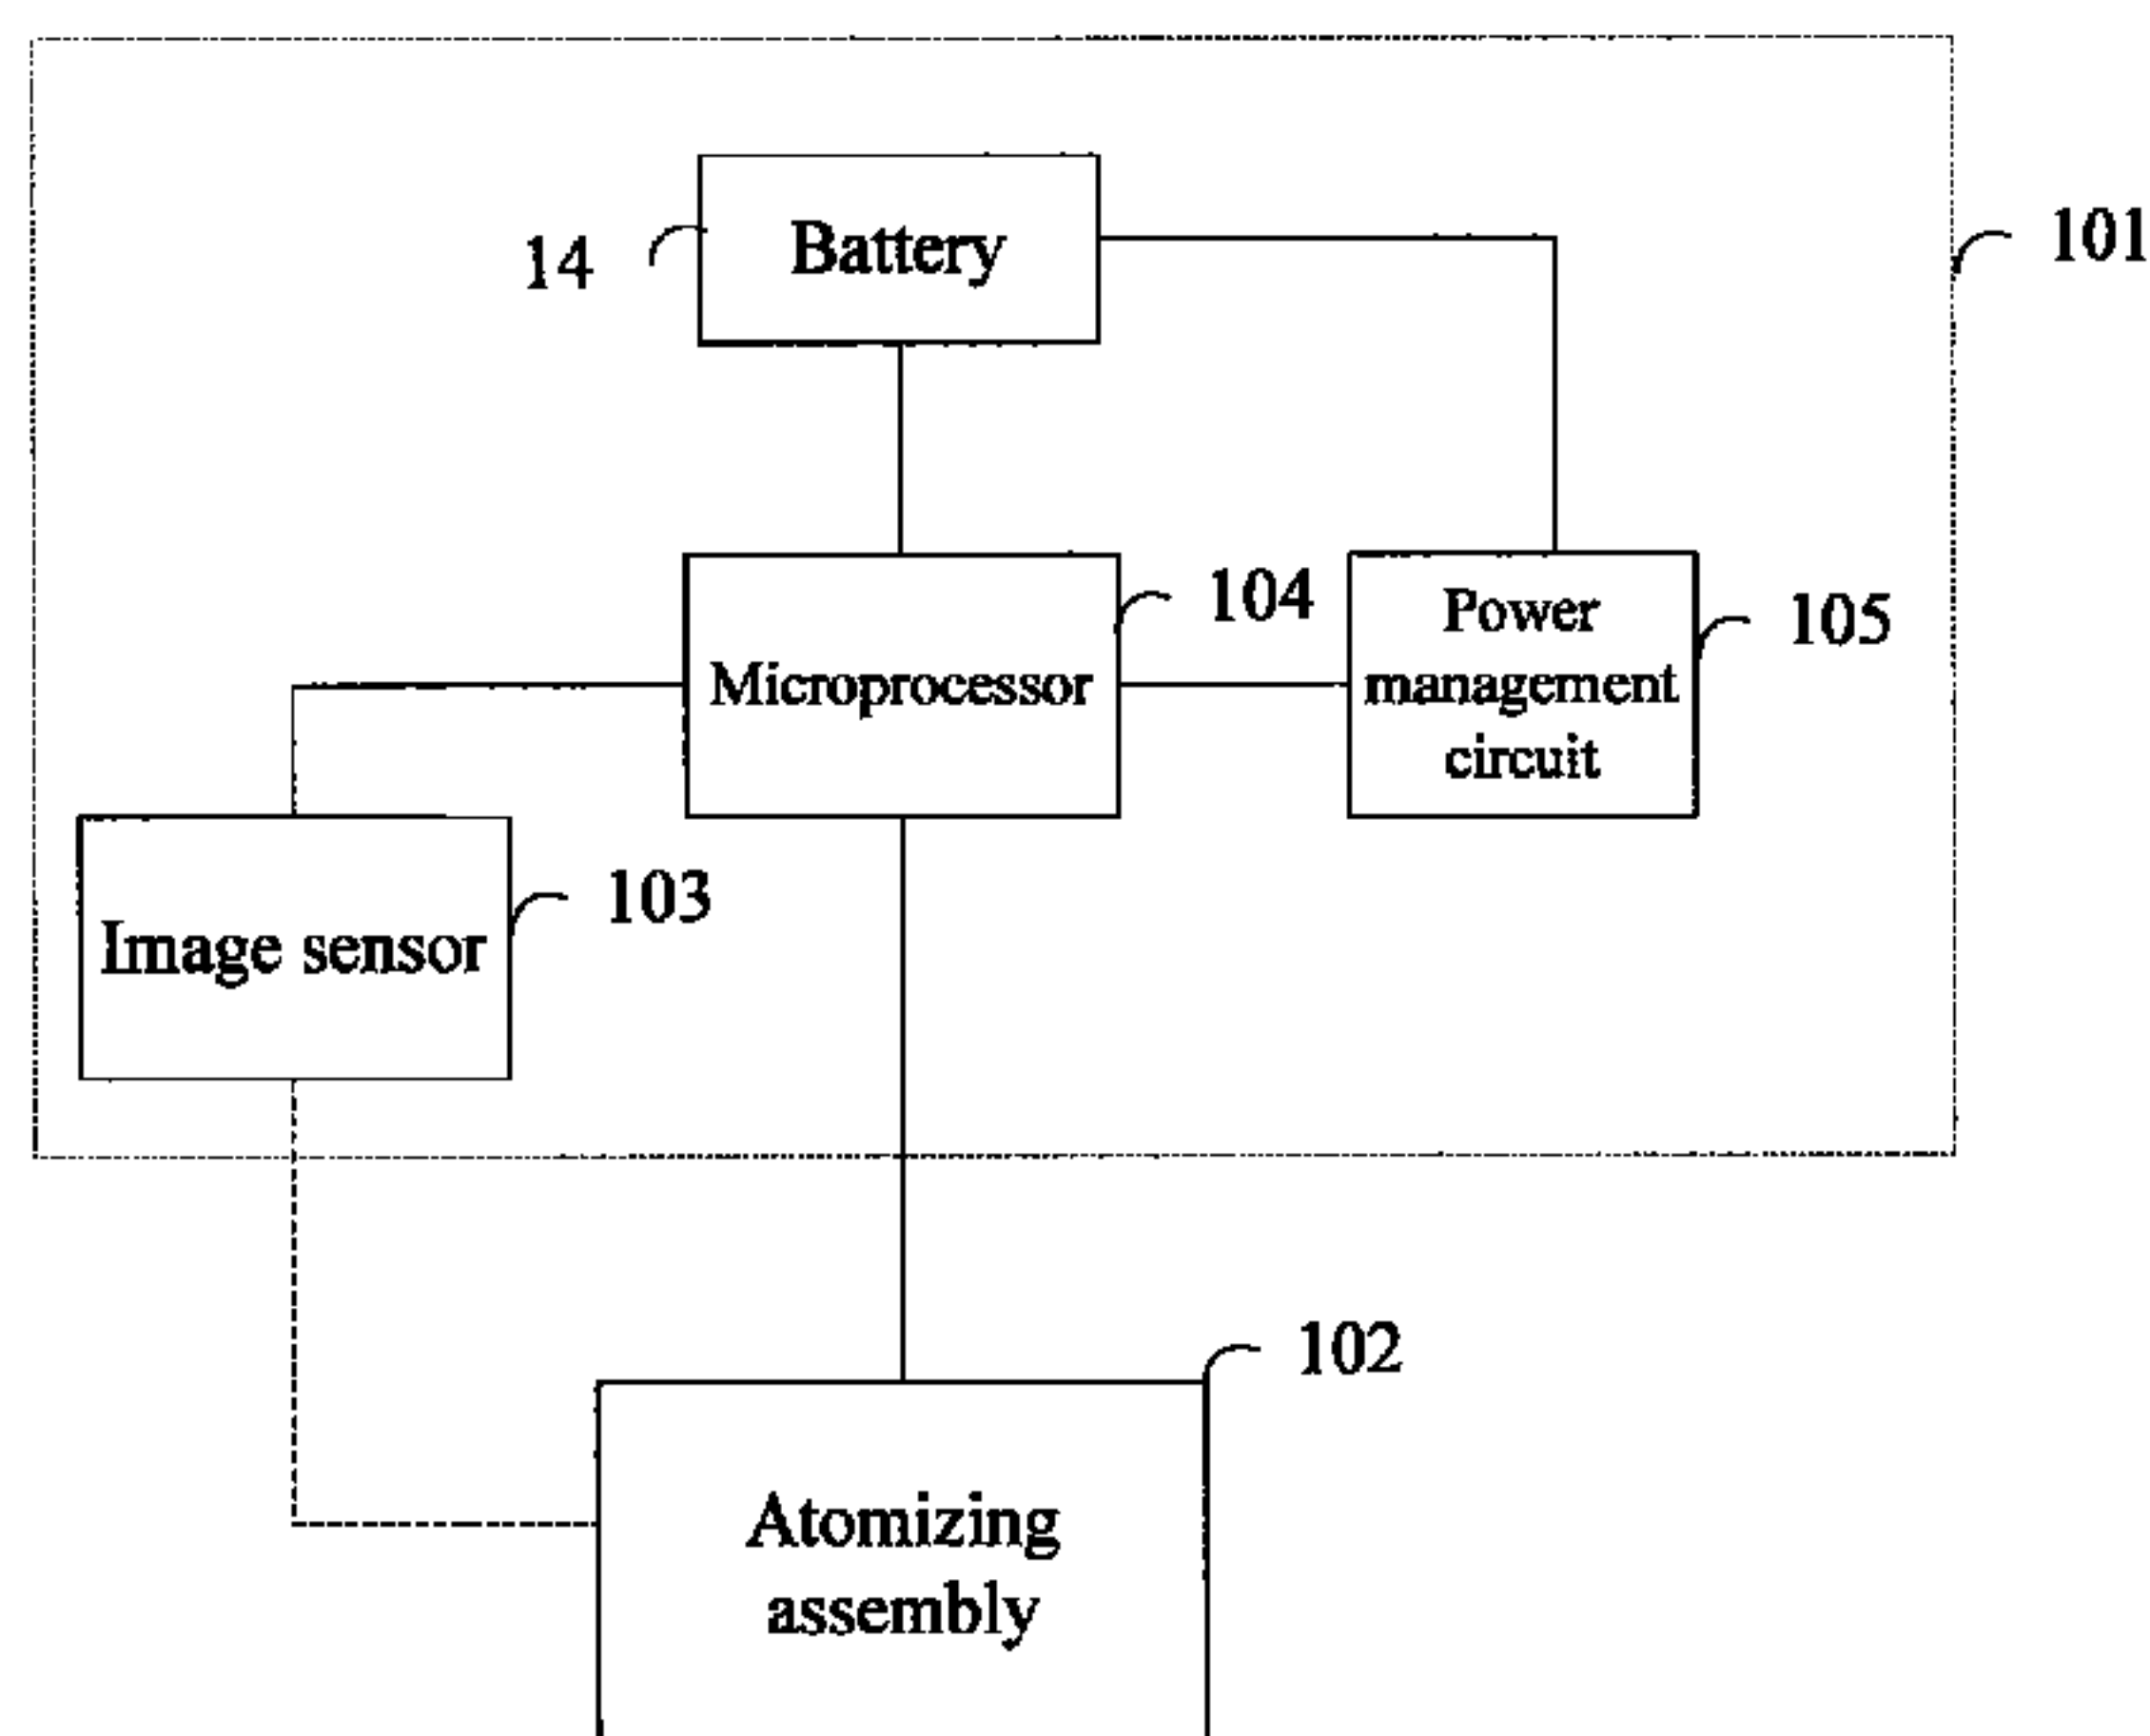 101
14
Battery
104
Power
management
circuit
105
Microprocessor
103
Image sensor
102
Atomizing
assembly